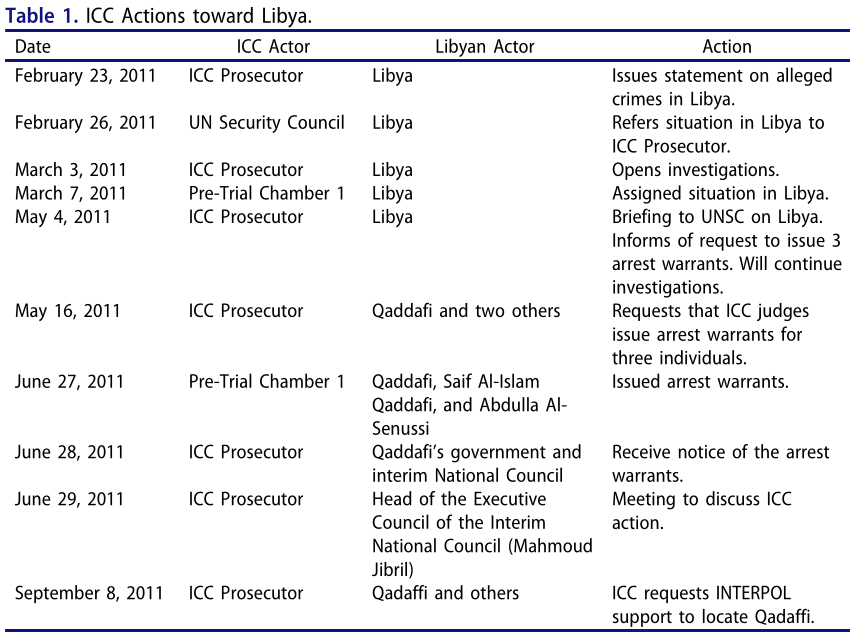 Table 1. ICC Actions toward Libya.
Date ICC Actor Libyan Actor Action
February 23, 2011 ICC Prosecutor Libya Issues statement on alleged
crimes in Libya.
February 26, 2011 UN Security Council Libya Refers situation in Libya to
ICC Prosecutor.
March 3, 2011 ICC Prosecutor Libya Opens investigations.
March 7, 2011 Pre-Trial Chamber 1 Libya Assigned situation in Libya.
May 4, 2011 ICC Prosecutor Libya Briefing to UNSC on Libya.
Informs of request to issue 3
arrest warrants. Will continue
investigations.
May 16, 2011 ICC Prosecutor Qaddafi and two others Requests that ICC judges
issue arrest warrants for
three individuals.
June 27, 2011 Pre-Trial Chamber 1 Qaddafi, Saif Al-Islam Issued arrest warrants.
Qaddafi, and Abdulla Al-
Senussi
June 28, 2011 ICC Prosecutor Qaddafi's government and Receive notice of the arrest
interim National Council warrants.
June 29, 2011 ICC Prosecutor Head of the Executive Meeting to discuss ICC
Council of the Interim action.
National Council (Mahmoud
Jibril)
September 8, 2011 ICC Prosecutor Qadaffi and others ICC requests INTERPOL
support to locate Qadaffi.